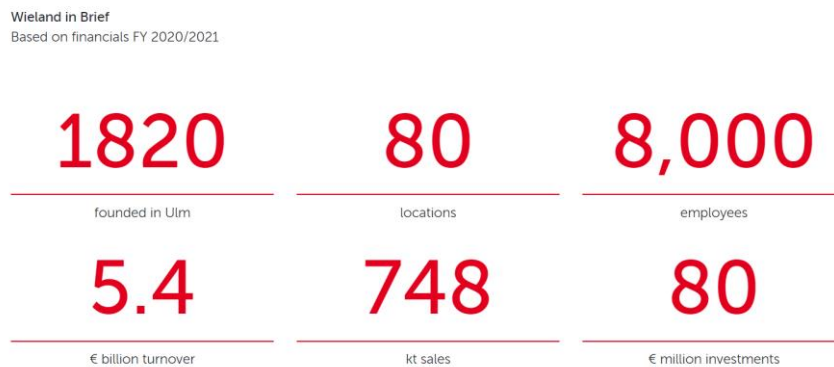 Wieland in Brief
Based on financials FY 2020/2021
1820
80
8,000
founded in Ulm
locations
employees
5.4
748
80
€ billion turnover
kt sales
€ million investments